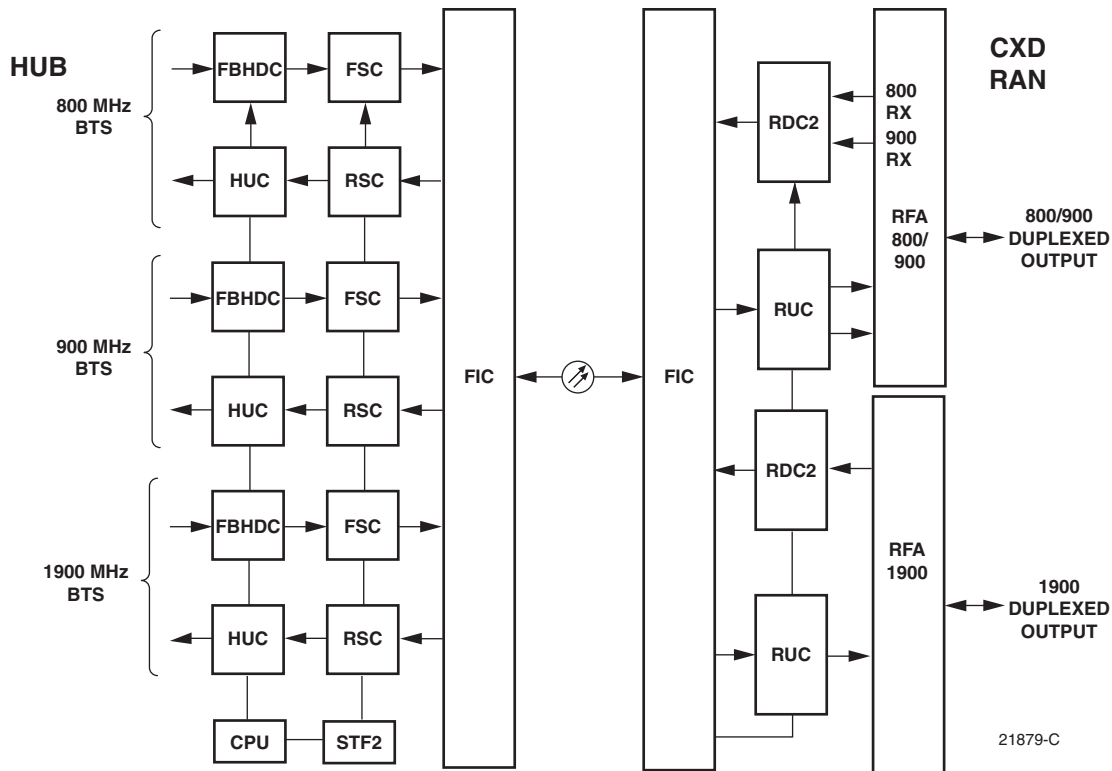 HUB
CXD
RAN
800 MHz
BTS
FBHDC
FSC
HUC
RSC
900 MHz
BTS
FBHDC
FSC
HUC
RSC
1900 MHz
BTS
FBHDC
FSC
HUC
RSC
CPU
STF2
FIC
FIC
RDC2
800
RX
900
RX
RUC
RFA
800/
900
800/900
DUPLEXED
OUTPUT
RDC2
RUC
RFA
1900
1900
DUPLEXED
OUTPUT
21879-C